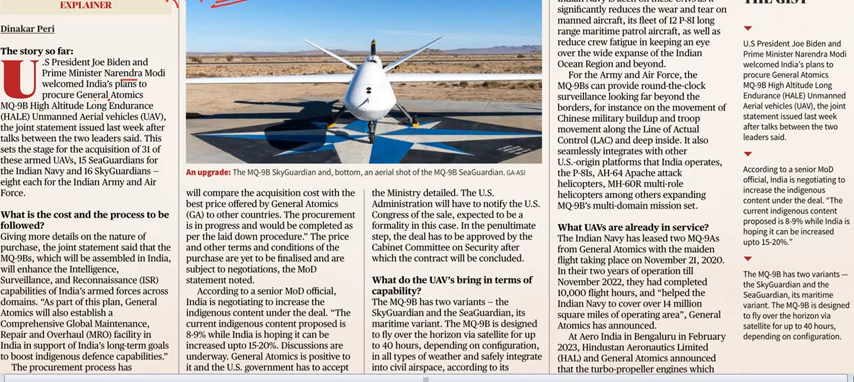 EXPLAINER
Dinakar Peri
The story so far:
U.S President Joe Biden and
Prime Minister Narendra Modi
welcomed India's plans to
procure General Atomics
MQ-9B High Altitude Long Endurance
(HALE) Unmanned Aerial vehicles (UAV),
the joint statement issued last week after
talks between the two leaders said. This
sets the stage for the acquisition of 31 of
these armed UAVs, 15 SeaGuardians for
the Indian Navy and 16 SkyGuardians –
eight each for the Indian Army and Air
Force.
What is the cost and the process to be
followed?
Giving more details on the nature of
purchase, the joint statement said that the
MQ-9Bs, which will be assembled in India,
will enhance the Intelligence,
Surveillance, and Reconnaissance (ISR)
capabilities of India's armed forces across
domains. "As part of this plan, General
Atomics will also establish a
Comprehensive Global Maintenance,
Repair and Overhaul (MRO) facility in
India in support of India's long-term goals
to boost indigenous defence capabilities."
The procurement process has
An upgrade: The MQ-9B SkyGuardian and, bottom, an aerial shot of the MQ-9B SeaGuardian. GA-ASI
will compare the acquisition cost with the
best price offered by General Atomics
(GA) to other countries. The procurement
is in progress and would be completed as
per the laid down procedure." The price
and other terms and conditions of the
purchase are yet to be finalised and are
subject to negotiations, the MoD
statement noted.
According to a senior MoD official,
India is negotiating to increase the
indigenous content under the deal. "The
current indigenous content proposed is
8-9% while India is hoping it can be
increased upto 15-20%. Discussions are
underway. General Atomics is positive to
it and the U.S. government has to accept
the Ministry detailed. The U.S.
Administration will have to notify the U.S.
Congress of the sale, expected to be a
formality in this case. In the penultimate
step, the deal has to be approved by the
Cabinet Committee on Security after
which the contract will be concluded.
What do the UAV's bring in terms of
capability?
The MQ-9B has two variants – the
SkyGuardian and the SeaGuardian, its
maritime variant. The MQ-9B is designed
to fly over the horizon via satellite for up
to 40 hours, depending on configuration,
in all types of weather and safely integrate
into civil airspace, according to its
significantly reduces the wear and tear on
manned aircraft, its fleet of 12 P-8I long
range maritime patrol aircraft, as well as
reduce crew fatigue in keeping an eye
over the wide expanse of the Indian
Ocean Region and beyond.
For the Army and Air Force, the
MQ-9Bs can provide round-the-clock
surveillance looking far beyond the
borders, for instance on the movement of
Chinese military buildup and troop
movement along the Line of Actual
Control (LAC) and deep inside. It also
seamlessly integrates with other
U.S.-origin platforms that India operates,
the P-8Is, AH-64 Apache attack
helicopters, MH-60R multi-role
helicopters among others expanding
MQ-9B's multi-domain mission set.
What UAVs are already in service?
The Indian Navy has leased two MQ-9As
from General Atomics with the maiden
flight taking place on November 21, 2020.
In their two years of operation till
November 2022, they had completed
10,000 flight hours, and "helped the
Indian Navy to cover over 14 million
square miles of operating area", General
Atomics has announced.
At Aero India in Bengaluru in February
2023, Hindustan Aeronautics Limited
(HAL) and General Atomics announced
that the turbo-propeller engines which
U.S President Joe Biden and
Prime Minister Narendra Modi
welcomed India's plans to
procure General Atomics
MQ-9B High Altitude Long
Endurance (HALE) Unmanned
Aerial vehicles (UAV), the joint
statement issued last week
after talks between the two
leaders said.
According to a senior MoD
official, India is negotiating to
increase the indigenous
content under the deal. "The
current indigenous content
proposed is 8-9% while India is
hoping it can be increased
upto 15-20%."
The MQ-9B has two variants —
the SkyGuardian and the
SeaGuardian, its maritime
variant. The MQ-9B is designed
to fly over the horizon via
satellite for up to 40 hours,
depending on configuration.